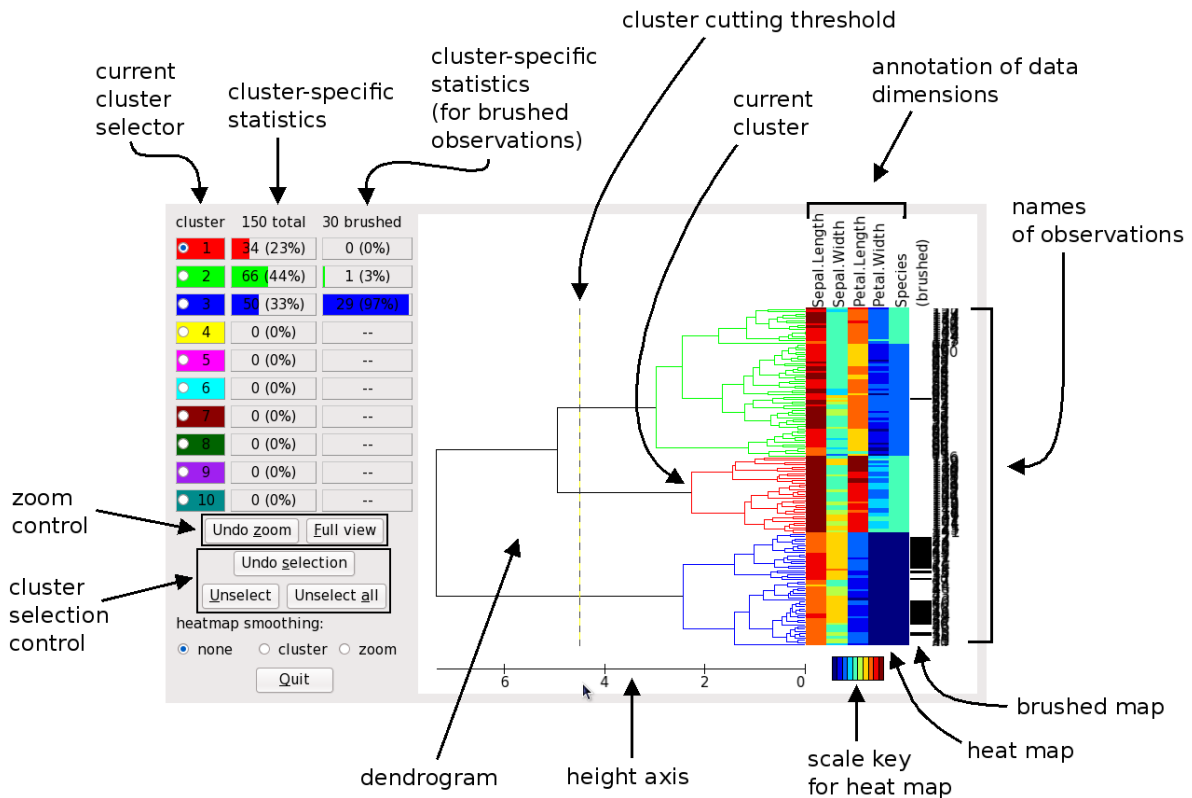 cluster cutting threshold
current
cluster
selector
cluster-specific
statistics
cluster-specific
statistics
(for brushed
observations)
current
cluster
annotation of data
dimensions
names
of observations
cluster 150 total 30 brushed
1 34 (23%) 0 (0%)
2 66 (44%) 1 (3%)
3 50 (33%) 29 (97%)
4 0 (0%) --
5 0 (0%) --
6 0 (0%) --
7 0 (0%) --
8 0 (0%) --
9 0 (0%) --
10 0 (0%) --
Undo zoom Full view
Undo selection
Unselect Unselect all
heatmap smoothing:
none cluster zoom
Quit
zoom
control
cluster
selection
control
Sepal.Length
Sepal.Width
Petal.Length
Petal.Width
Species
(brushed)
6 4 2 0
dendrogram
height axis
scale key
for heat map
heat map
brushed map